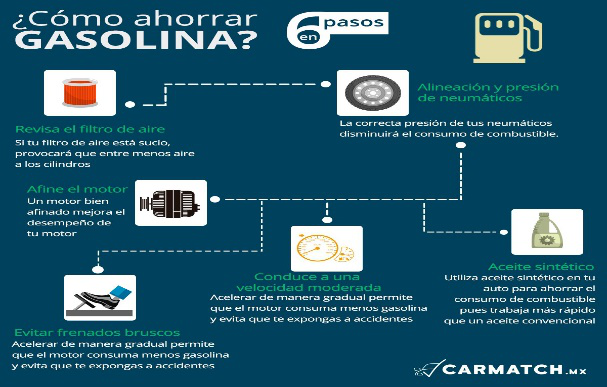 ¿Cómo ahorrar
GASOLINA?
6 en pasos
Revisa el filtro de aire
Si tu filtro de aire está sucio,
provocará que entre menos aire
a los cilindros
Alineación y presión
de neumáticos
La correcta presión de tus neumáticos
disminuirá el consumo de combustible.
Afine el motor
Un motor bien
afinado mejora el
desempeño de
tu motor
Aceite sintético
Utiliza aceite sintético en tu
auto para ahorrar el
consumo de combustible
pues trabaja más rápido
que un aceite convencional
Conduce a una
velocidad moderada
Acelerar de manera gradual permite
que el motor consuma menos gasolina
y evita que te expongas a accidentes
Evitar frenados bruscos
Acelerar de manera gradual permite
que el motor consuma menos gasolina
y evita que te expongas a accidentes
CARMATCH.MX